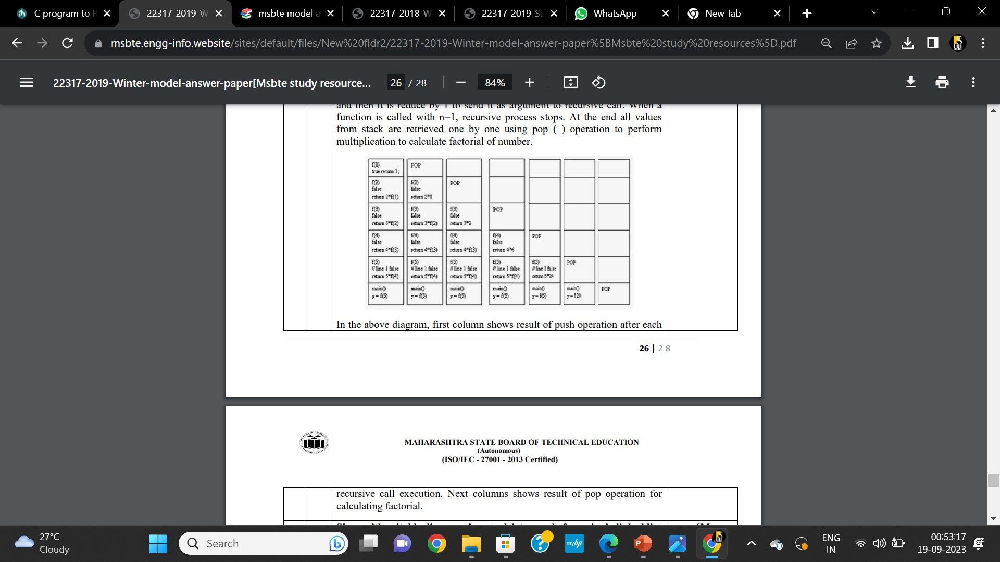 C program to R
22317-2019-W
msbte model a
22317-2018-W
22317-2019-Su
WhatsApp
New Tab
msbte.engg-info.website/sites/default/files/New%20fldr2/22317-2019-Winter-model-answer-paper%5BMsbte%20study%20resources%5D.pdf
22317-2019-Winter-model-answer-paper[Msbte study resource...
26 / 28
84%
and then it is reduce by 1 to send it as argument to recursive call. When a
function is called with n=1, recursive process stops. At the end all values
from stack are retrieved one by one using pop ( ) operation to perform
multiplication to calculate factorial of number.
f(1) POP
true return 1;
f(2) f(2) POP
false false
return 2*f(1) return 2*1
f(3) f(3) f(3) POP
false false false
return 3*f(2) return 3*f(2) return 3*2
f(4) f(4) f(4) f(4) POP
false false false false
return 4*f(3) return 4*f(3) return 4*f(3) return 4*6
f(5) f(5) f(5) f(5) f(5) POP
// line 1 false // line 1 false // line 1 false // line 1 false // line 1 false
return 5*f(4) return 5*f(4) return 5*f(4) return 5*f(4) return 5*24
main() main() main() main() main() main() POP
y = f(5) y = f(5) y = f(5) y = f(5) y = f(5) y = 120
In the above diagram, first column shows result of push operation after each
26 | 2 8
MAHARASHTRA STATE BOARD OF TECHNICAL EDUCATION
(Autonomous)
(ISO/IEC - 27001 - 2013 Certified)
recursive call execution. Next columns shows result of pop operation for
calculating factorial.
27°C
Cloudy
Search
myhp
ENG
IN
00:53:17
19-09-2023